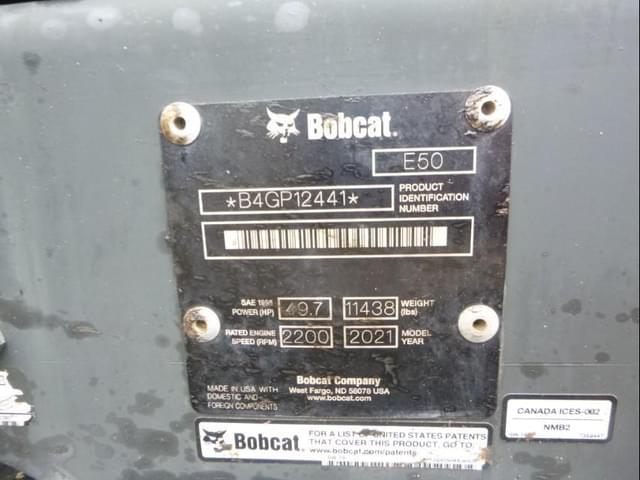 Bobcat.
E50
*B4GP12441*
PRODUCT
IDENTIFICATION
NUMBER
SAE 1995
POWER (HP)
49.7
11438
WEIGHT
(lbs)
RATED ENGINE
SPEED (RPM)
2200
2021
MODEL
YEAR
MADE IN USA WITH
DOMESTIC AND
FOREIGN COMPONENTS
Bobcat Company
West Fargo, ND 58078 USA
www.bobcat.com
Bobcat.
FOR A LIST OF UNITED STATES PATENTS
THAT COVER THIS PRODUCT, GO TO:
www.bobcat.com/patents
CANADA ICES-002
NMB2